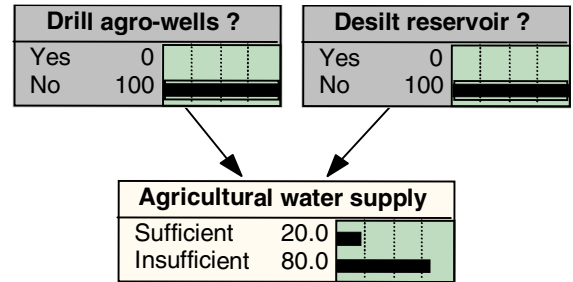 Drill agro-wells ?
Yes 0
No 100
Desilt reservoir ?
Yes 0
No 100
Agricultural water supply
Sufficient 20.0
Insufficient 80.0